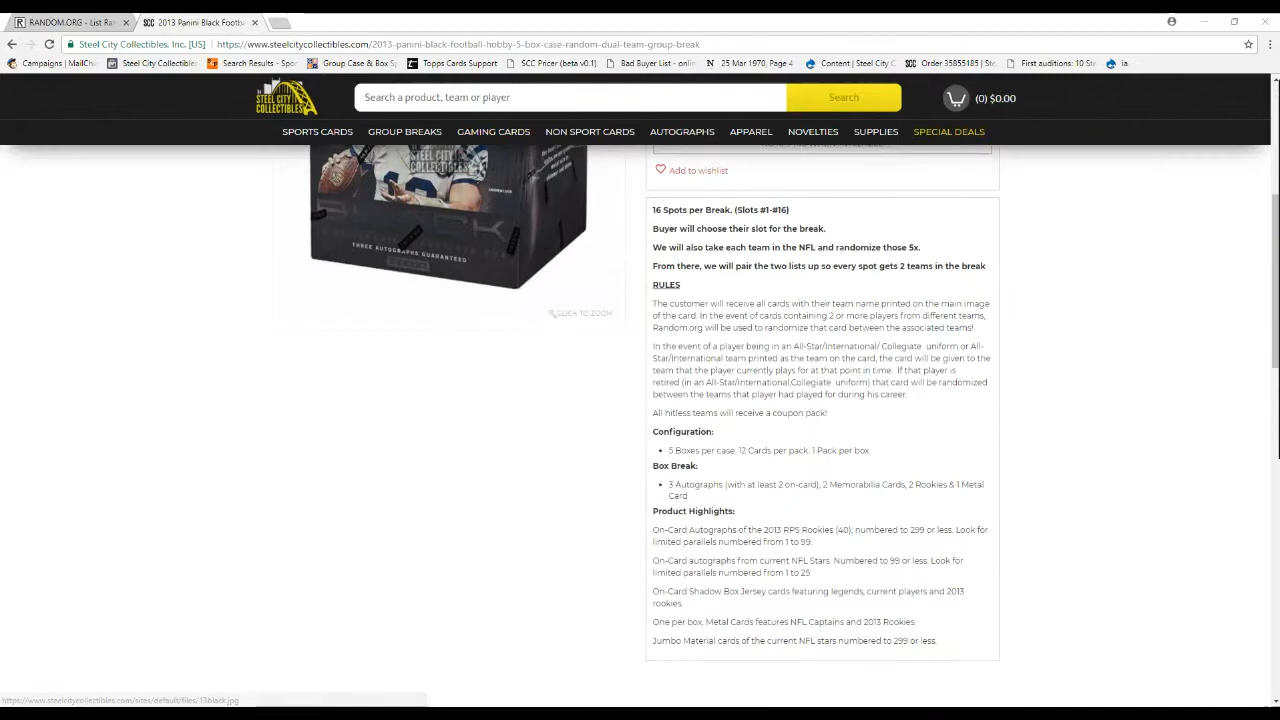 RANDOM.ORG - List Ra
2013 Panini Black Footb
Steel City Collectibles, Inc. [US]
https://www.steelcitycollectibles.com/2013-panini-black-football-hobby-5-box-case-random-dual-team-group-break
Campaigns | MailChi
Steel City Collectible
Search Results - Spo
Group Case & Box S
Topps Cards Support
SCC Pricer (beta v0.1)
Bad Buyer List - onlin
25 Mar 1970, Page 4
Content | Steel City C
Order 35855185 | Ste
First auditions: 10 Ste
ia.
STEEL CITY COLLECTIBLES
Search a product, team or player
Search
(0) $0.00
SPORTS CARDS
GROUP BREAKS
GAMING CARDS
NON SPORT CARDS
AUTOGRAPHS
APPAREL
NOVELTIES
SUPPLIES
SPECIAL DEALS
STEEL CITY
COLLECTIBLES
BLACK
THREE AUTOGRAPHS GUARANTEED
CLICK TO ZOOM
Add to wishlist
16 Spots per Break. (Slots #1-#16)
Buyer will choose their slot for the break.
We will also take each team in the NFL and randomize those 5x.
From there, we will pair the two lists up so every spot gets 2 teams in the break
RULES
The customer will receive all cards with their team name printed on the main image
of the card. In the event of cards containing 2 or more players from different teams,
Random.org will be used to randomize that card between the associated teams!
In the event of a player being in an All-Star/International/ Collegiate uniform or All-
Star/International team printed as the team on the card, the card will be given to the
team that the player currently plays for at that point in time. If that player is
retired (in an All-Star/International,Collegiate uniform) that card will be randomized
between the teams that player had played for during his career.
All hitless teams will receive a coupon pack!
Configuration:
5 Boxes per case. 12 Cards per pack. 1 Pack per box
Box Break:
3 Autographs (with at least 2 on-card), 2 Memorabilia Cards, 2 Rookies & 1 Metal
Card
Product Highlights:
On-Card Autographs of the 2013 RPS Rookies (40); numbered to 299 or less. Look for
limited parallels numbered from 1 to 99.
On-Card autographs from current NFL Stars. Numbered to 99 or less. Look for
limited parallels numbered from 1 to 25
On-Card Shadow Box Jersey cards featuring legends, current players and 2013
rookies.
One per box, Metal Cards features NFL Captains and 2013 Rookies.
Jumbo Material cards of the current NFL stars numbered to 299 or less.
https://www.steelcitycollectibles.com/sites/default/files/13black.jpg